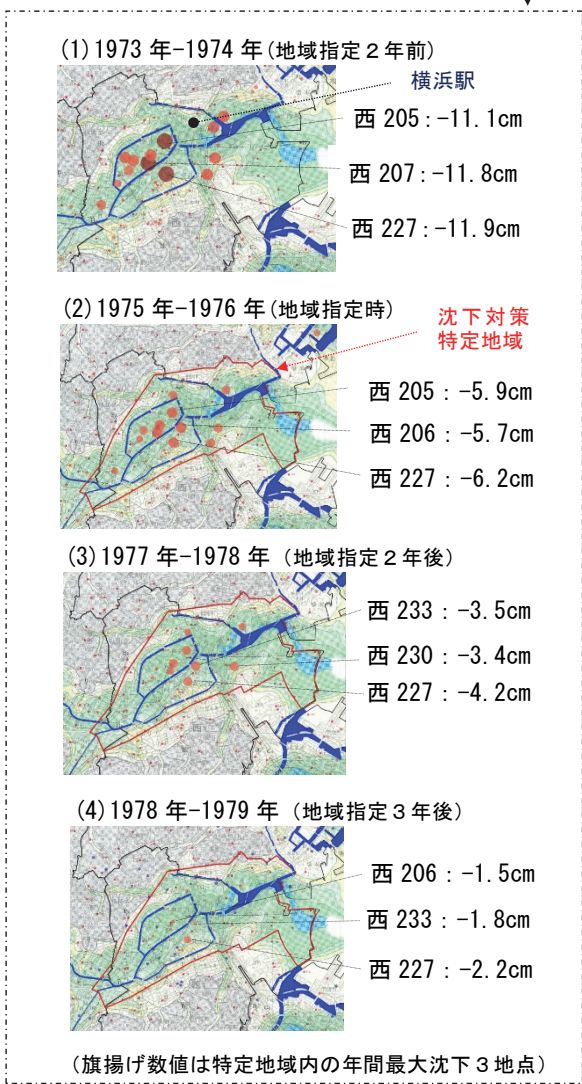 (1) 1973 年-1974 年(地域指定２年前)
横浜駅
西 205：-11.1cm
西 207：-11.8cm
西 227：-11.9cm
(2) 1975 年-1976 年(地域指定時)
沈下対策
特定地域
西 205：-5.9cm
西 206：-5.7cm
西 227：-6.2cm
(3) 1977 年-1978 年（地域指定２年後）
西 233：-3.5cm
西 230：-3.4cm
西 227：-4.2cm
(4) 1978 年-1979 年（地域指定３年後）
西 206：-1.5cm
西 233：-1.8cm
西 227：-2.2cm
（旗揚げ数値は特定地域内の年間最大沈下３地点）